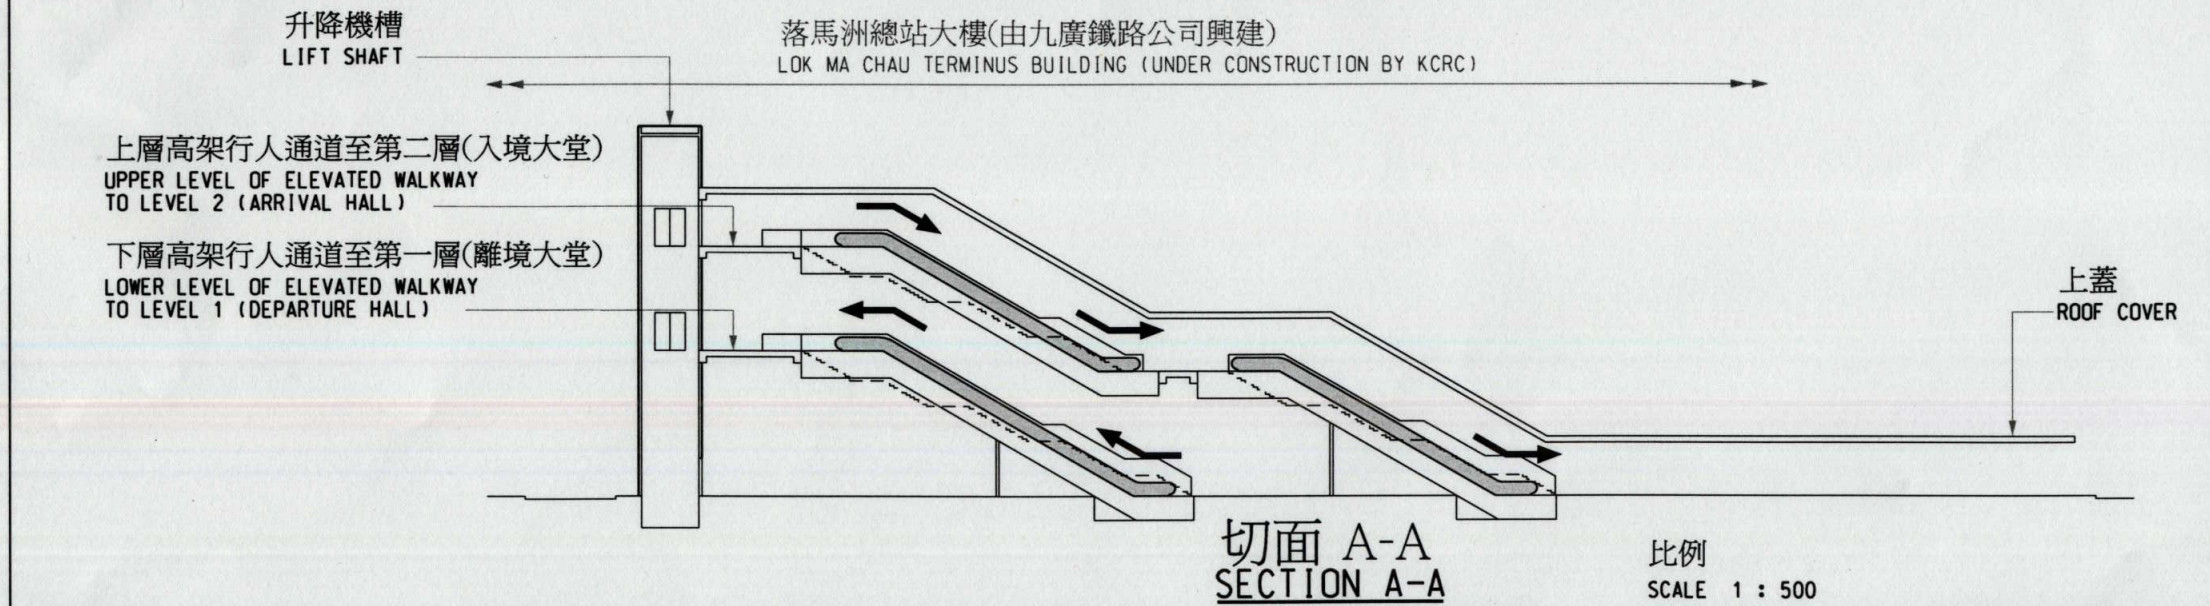 升降機槽
LIFT SHAFT
落馬洲總站大樓(由九廣鐵路公司興建)
LOK MA CHAU TERMINUS BUILDING (UNDER CONSTRUCTION BY KCRC)
上層高架行人通道至第二層(入境大堂)
UPPER LEVEL OF ELEVATED WALKWAY
TO LEVEL 2 (ARRIVAL HALL)
下層高架行人通道至第一層(離境大堂)
LOWER LEVEL OF ELEVATED WALKWAY
TO LEVEL 1 (DEPARTURE HALL)
上蓋
ROOF COVER
切面 A-A
SECTION A-A
比例
SCALE 1 : 500